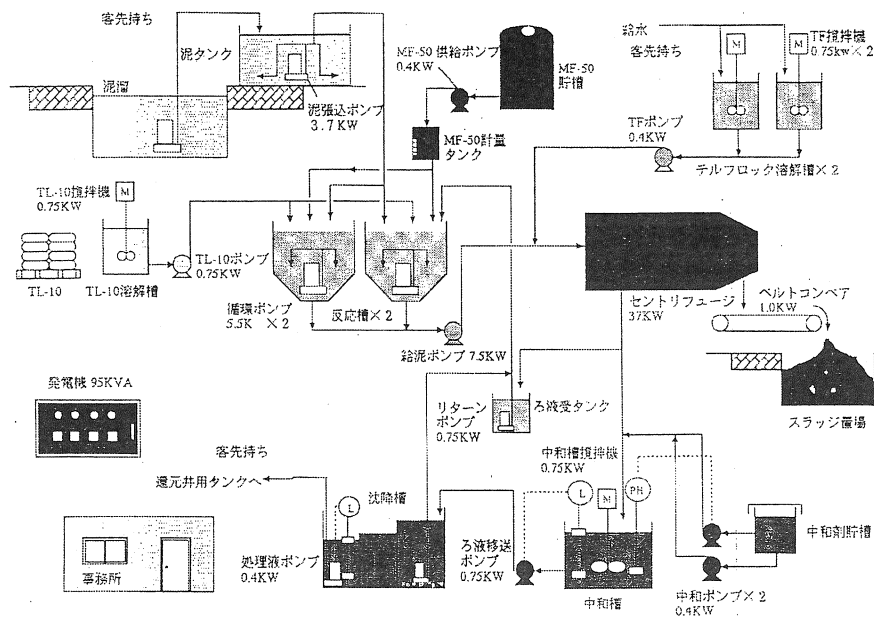 客先持ち
泥タンク
泥溜
泥張込ポンプ
3.7KW
MF-50 供給ポンプ
0.4KW
MF-50
貯槽
MF-50計量
タンク
給水
客先持ち
M
M
TF撹拌機
0.75kw×2
TFポンプ
0.4KW
テルフロック溶解槽×2
TL-10撹拌機
0.75KW
M
TL-10
TL-10溶解槽
TL-10ポンプ
0.75KW
循環ポンプ
5.5K ×2
反応槽×2
給泥ポンプ 7.5KW
セントリフュージ
37KW
ベルトコンベア
1.0KW
スラッジ置場
発電機 95KVA
リターン
ポンプ
0.75KW
ろ液受タンク
客先持ち
還元井用タンクへ
沈降槽
L
処理液ポンプ
0.4KW
ろ液移送
ポンプ
0.75KW
中和槽撹拌機
0.75KW
L
M
PH
中和槽
中和剤貯槽
中和ポンプ×2
0.4KW
事務所